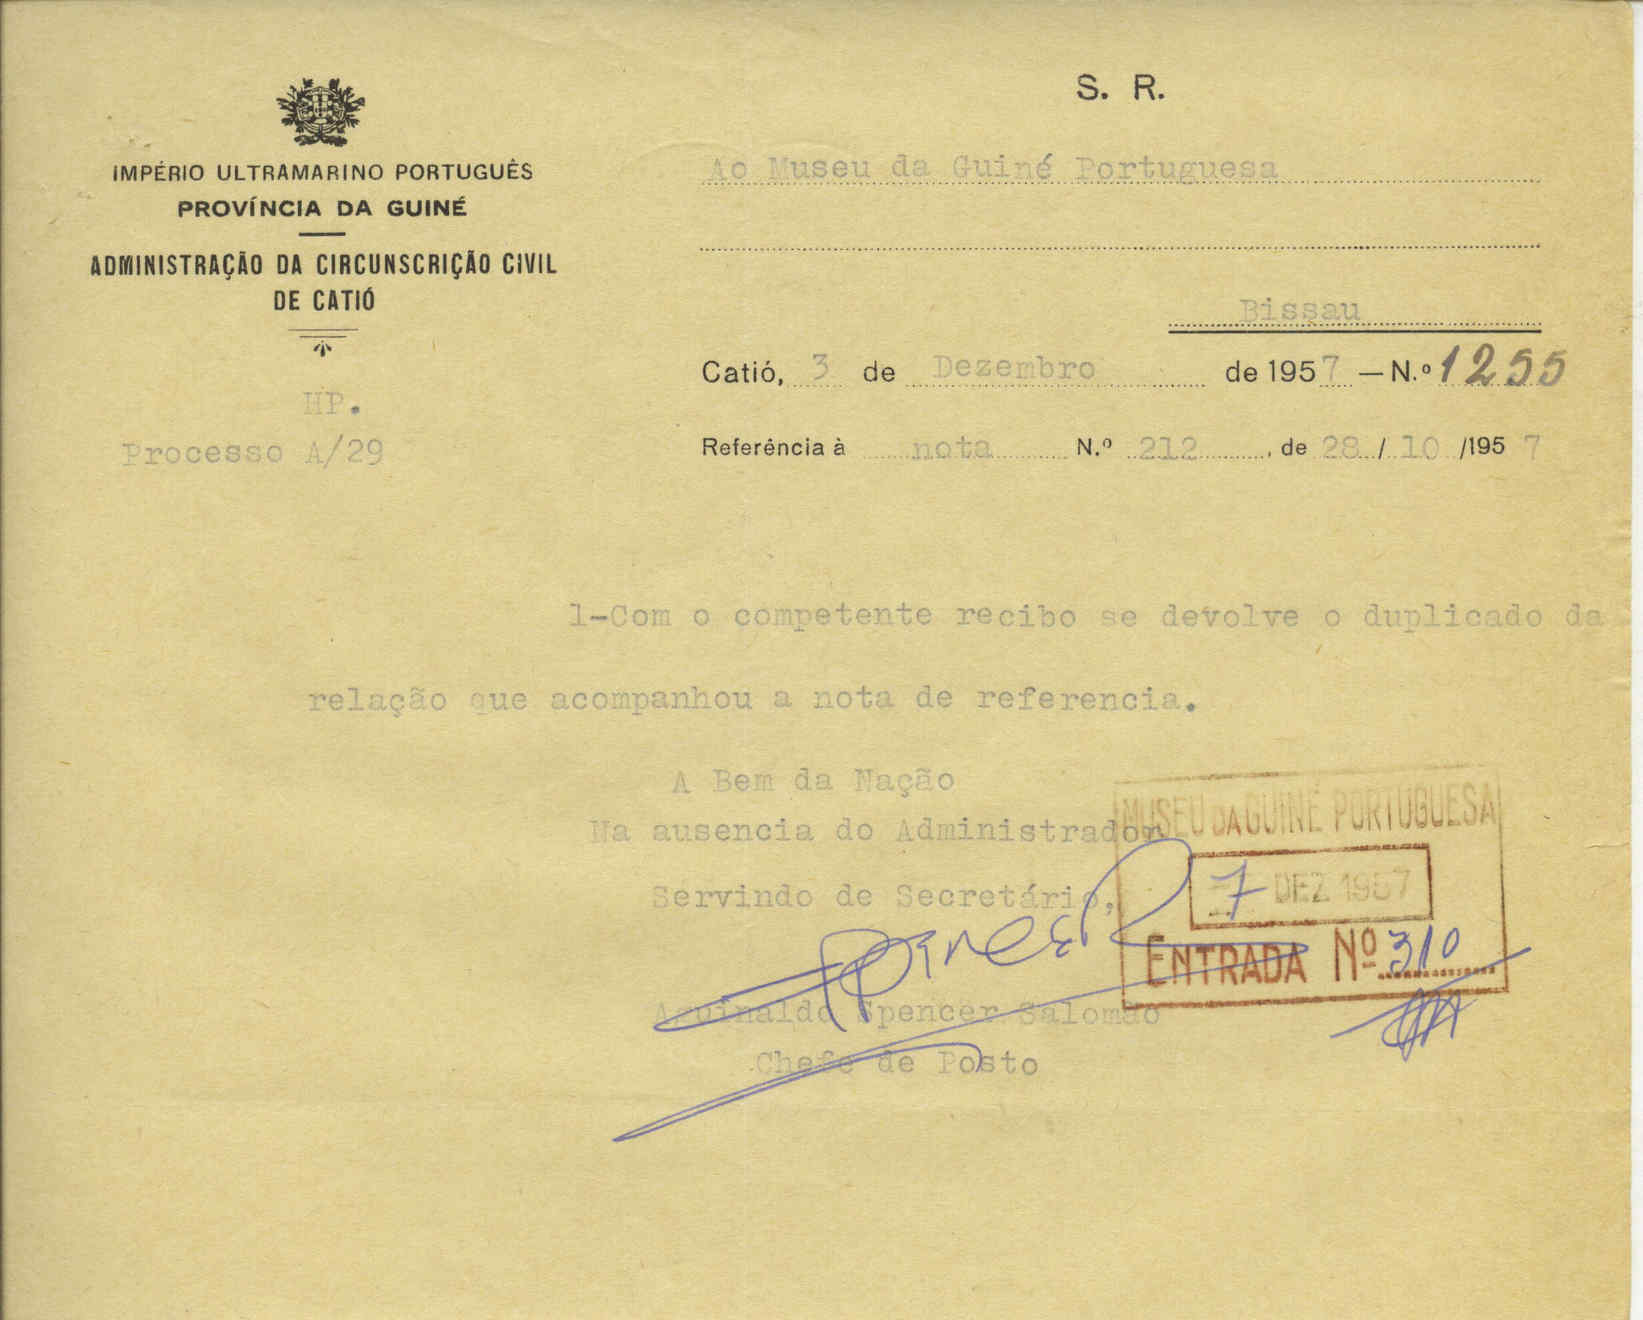 S. R.
IMPÉRIO ULTRAMARINO PORTUGUÊS
PROVÍNCIA DA GUINÉ
ADMINISTRAÇÃO DA CIRCUNSCRIÇÃO CIVIL
DE CATIÓ
HP.
Processo A/29
Ao Museu da Guiné Portuguesa
Bissau
Catió, 3 de Dezembro de 1957 — N.º 1255
Referência à nota N.º 212, de 28/10/1957
1-Com o competente recibo se devolve o duplicado da
relação que acompanhou a nota de referencia.
A Bem da Nação
Na ausencia do Administrador
Servindo de Secretário,
Spencer
Aguinaldo Spencer Salomão
Chefe de Posto
MUSEU DA GUINÉ PORTUGUESA
7 DEZ 1957
ENTRADA Nº 310